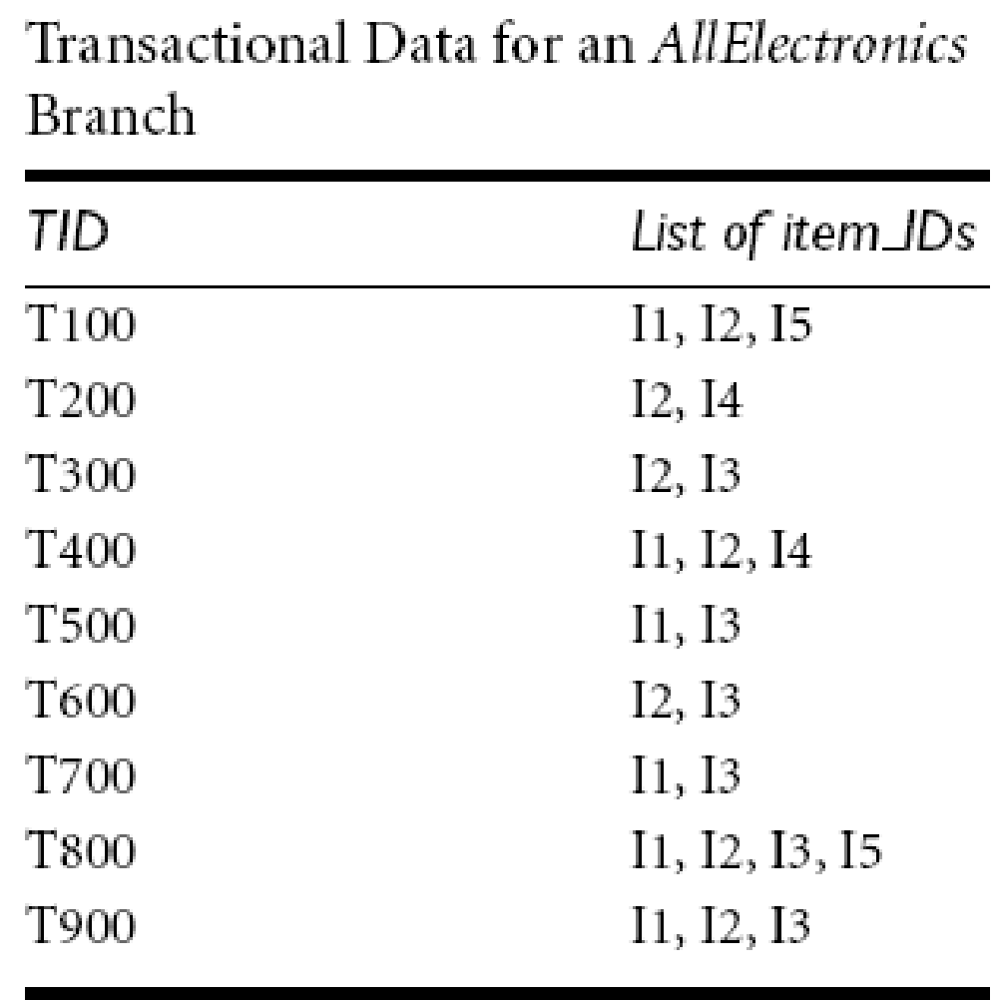 Transactional Data for an AllElectronics
Branch
TID List of item_IDs
T100 I1, I2, I5
T200 I2, I4
T300 I2, I3
T400 I1, I2, I4
T500 I1, I3
T600 I2, I3
T700 I1, I3
T800 I1, I2, I3, I5
T900 I1, I2, I3